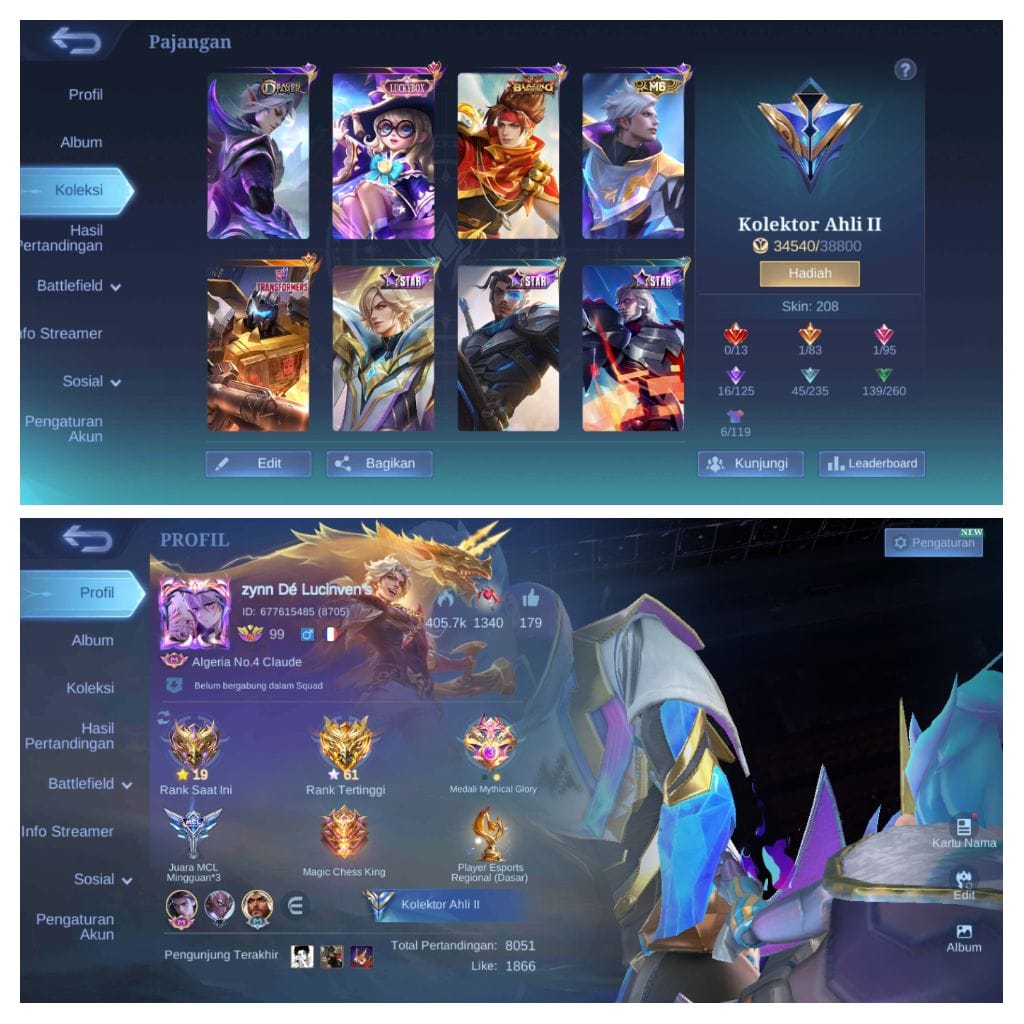 Pajangan
Profil
Album
Koleksi
Hasil
Pertandingan
Battlefield
Info Streamer
Sosial
Pengaturan
Akun
LUCKYBOX
M6
TRANSFORMERS
STAR
STAR
STAR
?
Kolektor Ahli II
34540/38800
Hadiah
Skin: 208
0/13
1/83
1/95
16/125
45/235
139/260
6/119
Edit
Bagikan
Kunjungi
Leaderboard
PROFIL
NEW
Pengaturan
Profil
Album
Koleksi
Hasil
Pertandingan
Battlefield
Info Streamer
Sosial
Pengaturan
Akun
zynn Dé Lucinven's
ID: 677615485 (8705)
99
405.7k 1340 179
Algeria No.4 Claude
Belum bergabung dalam Squad
19
Rank Saat Ini
61
Rank Tertinggi
3
Medali Mythical Glory
MCL
Juara MCL
Mingguan*3
Magic Chess King
Player Esports
Regional (Dasar)
Kolektor Ahli II
Pengunjung Terakhir
Total Pertandingan: 8051
Like: 1866
Kartu Nama
Edit
Album